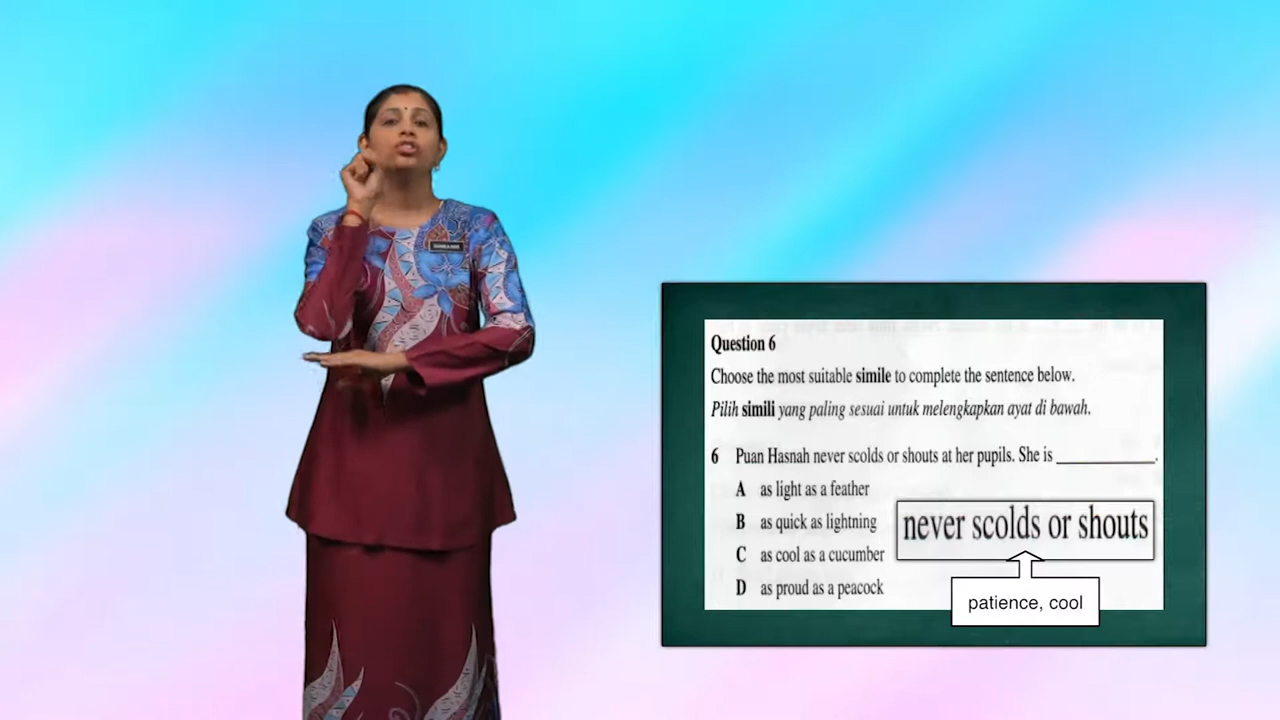 Question 6
Choose the most suitable simile to complete the sentence below.
Pilih simili yang paling sesuai untuk melengkapkan ayat di bawah.
6 Puan Hasnah never scolds or shouts at her pupils. She is ____________.
A as light as a feather
B as quick as lightning
C as cool as a cucumber
D as proud as a peacock
never scolds or shouts
patience, cool